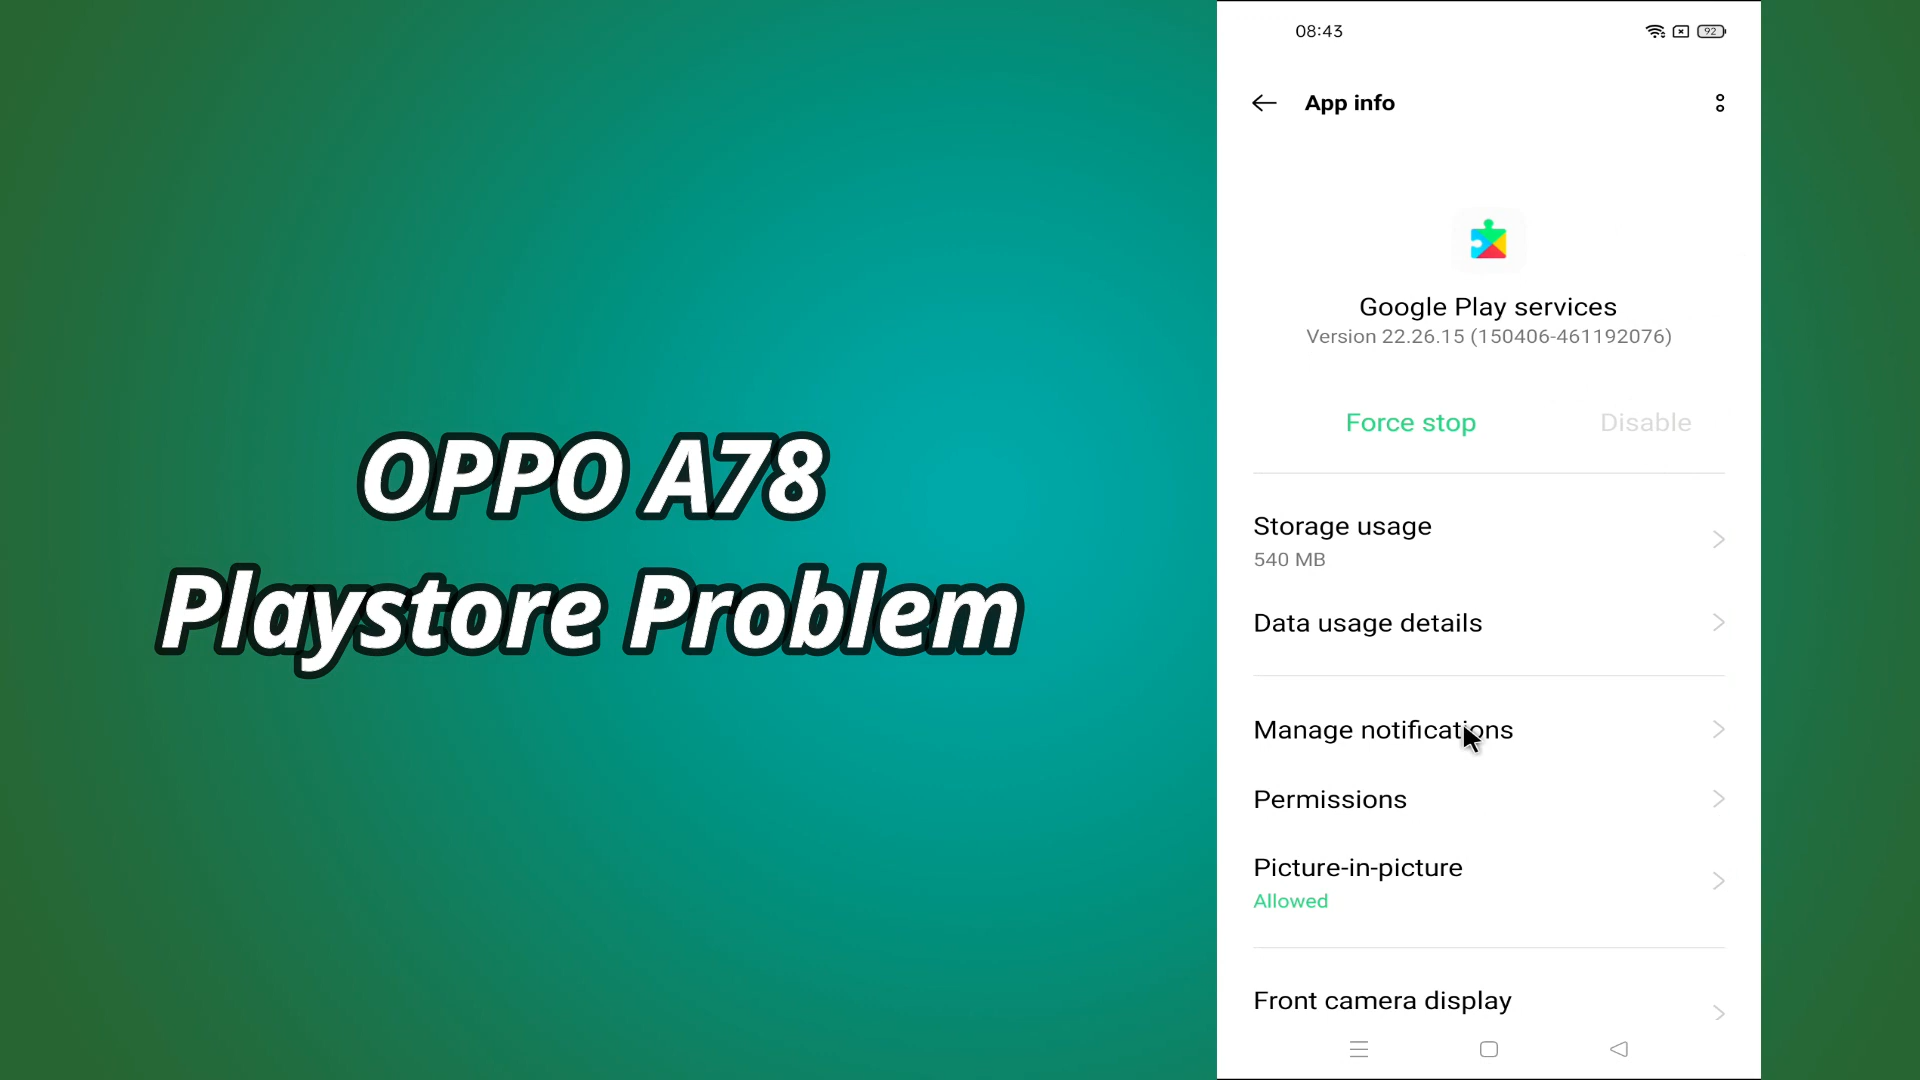 OPPO A78
Playstore Problem
08:43
92
App info
Google Play services
Version 22.26.15 (150406-461192076)
Force stop
Disable
Storage usage
540 MB
Data usage details
Manage notifications
Permissions
Picture-in-picture
Allowed
Front camera display